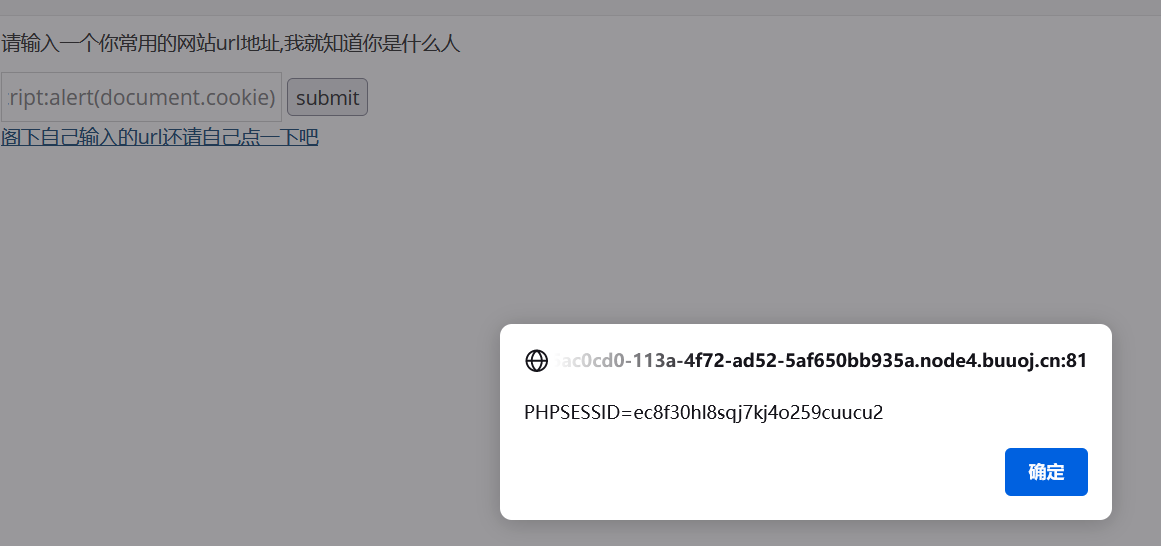 请输入一个你常用的网站url地址,我就知道你是什么人
ript:alert(document.cookie)
submit
阁下自己输入的url还请自己点一下吧
ac0cd0-113a-4f72-ad52-5af650bb935a.node4.buuoj.cn:81
PHPSESSID=ec8f30hl8sqj7kj4o259cuucu2
确定